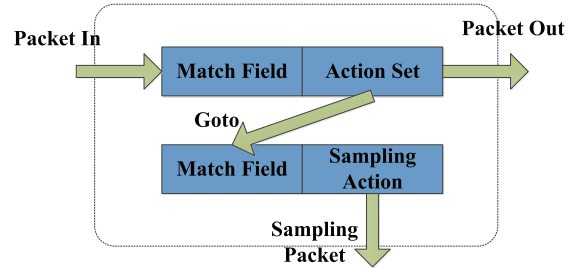 Packet In
Packet Out
Match Field
Action Set
Goto
Match Field
Sampling
Action
Sampling
Packet